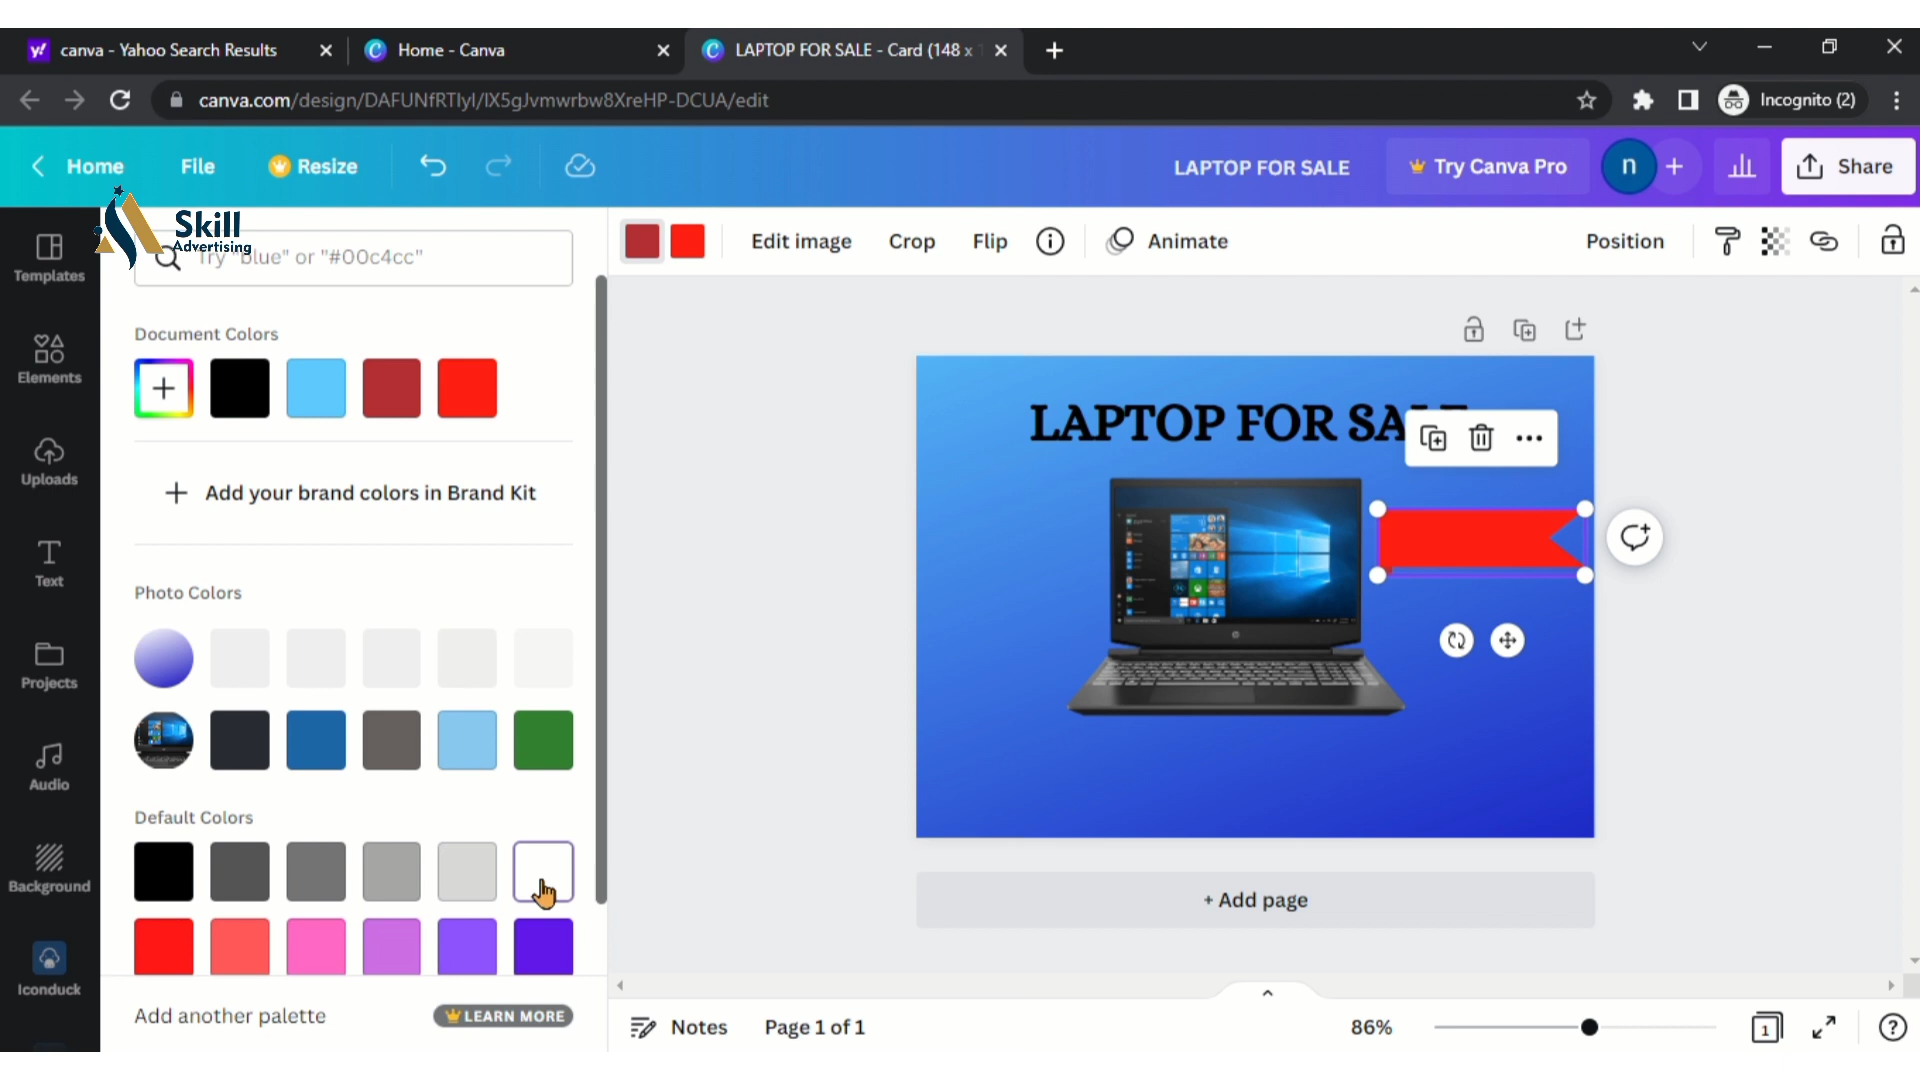 canva - Yahoo Search Results
Home - Canva
LAPTOP FOR SALE - Card (148 x
canva.com/design/DAFUNfRTlyI/IX5gJvmwrbw8XreHP-DCUA/edit
Incognito (2)
Home
File
Resize
LAPTOP FOR SALE
Try Canva Pro
n
Share
Skill
Advertising
Try "blue" or "#00c4cc"
Edit image
Crop
Flip
Animate
Position
Templates
Elements
Uploads
Text
Projects
Audio
Background
Iconduck
Document Colors
Add your brand colors in Brand Kit
Photo Colors
Default Colors
Add another palette
LEARN MORE
LAPTOP FOR SALE
+ Add page
Notes
Page 1 of 1
86%
1